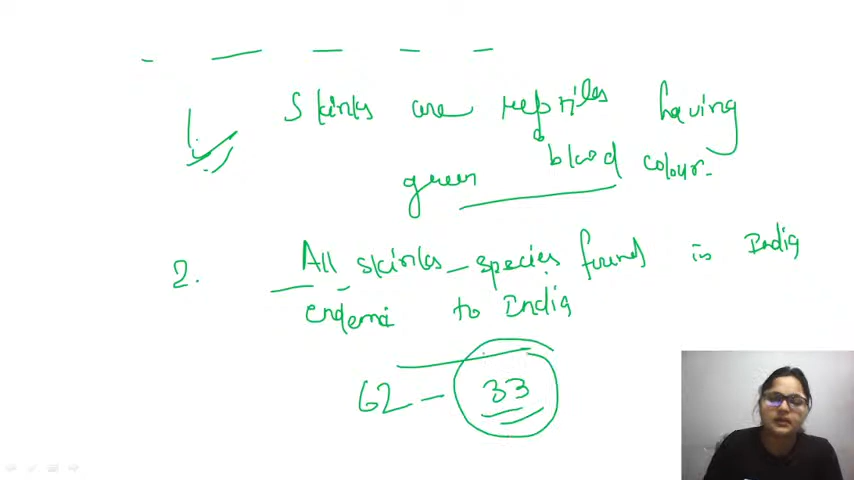 1. Skinks are reptiles having
green blood colour.
2. All skinks - species found in India
endemi to India
62 - 33